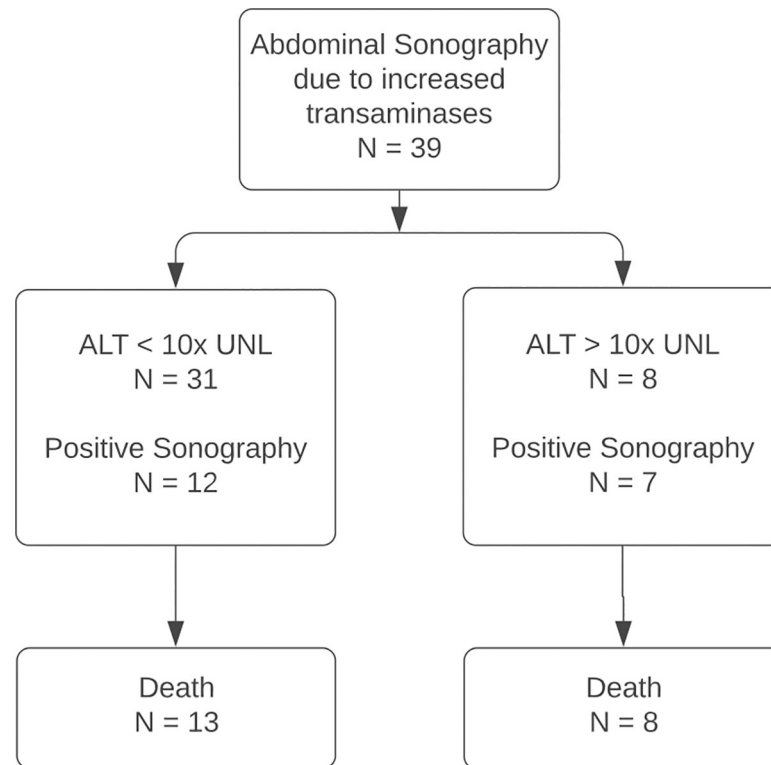 Abdominal Sonography
due to increased
transaminases
N = 39
ALT < 10x UNL
N = 31
Positive Sonography
N = 12
ALT > 10x UNL
N = 8
Positive Sonography
N = 7
Death
N = 13
Death
N = 8